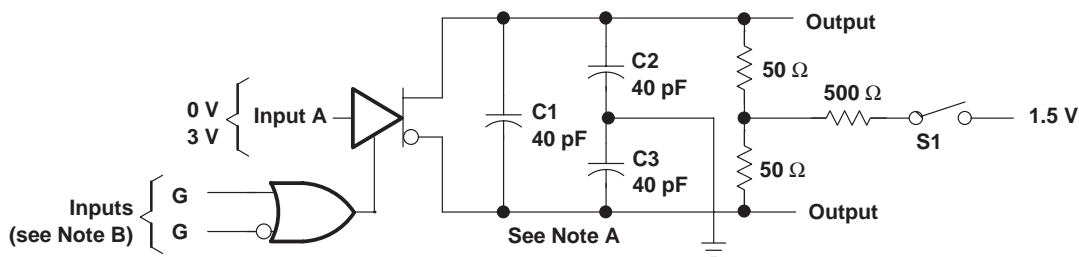 Output
C2
40 pF
50 Ω
500 Ω
0 V
3 V
Input A
C1
40 pF
1.5 V
S1
C3
40 pF
50 Ω
Inputs
(see Note B)
G
G
See Note A
Output